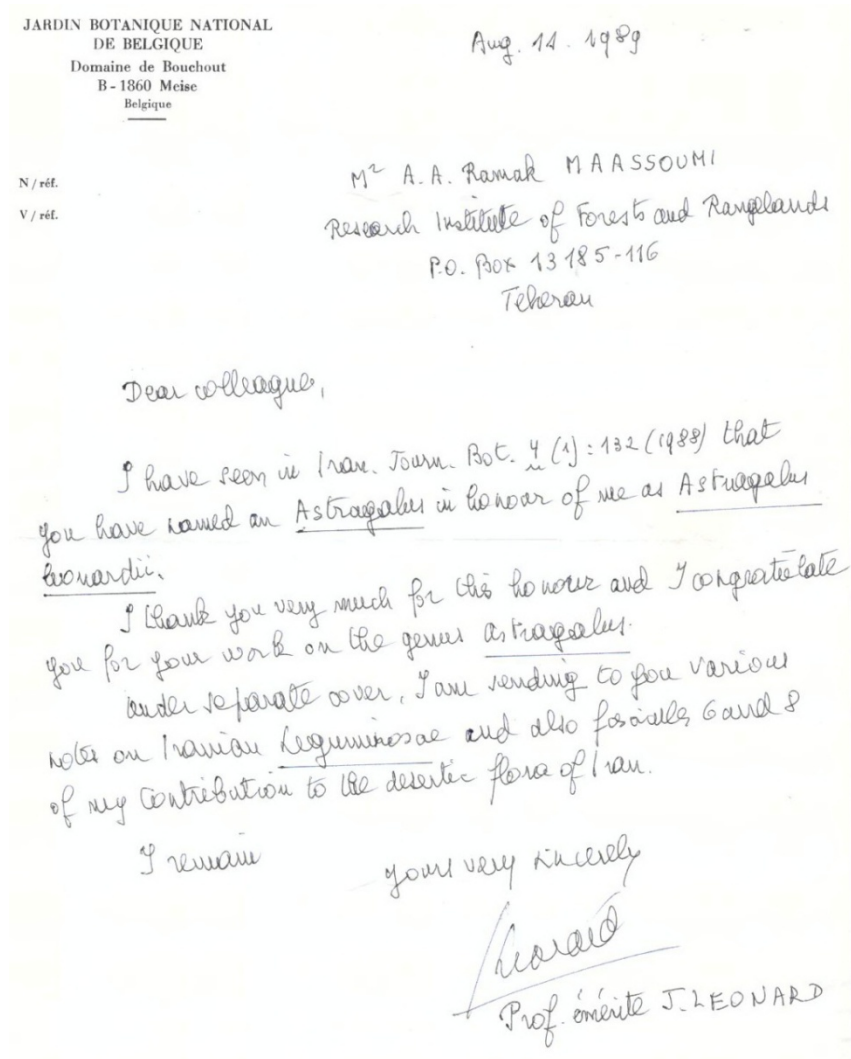 JARDIN BOTANIQUE NATIONAL
DE BELGIQUE
Domaine de Bouchout
B - 1860 Meise
Belgique
Aug. 14. 1989
N / réf.
V / réf.
Mr A. A. Ramak MAASSOUMI
Research Institute of Forests and Rangelands
P.O. Box 13185-116
Teheran
Dear colleague,
I have seen in Iran. Journ. Bot. 4 (1) : 132 (1988) that
you have named an Astragalus in honour of me as Astragalus
leonardii.
I thank you very much for this honour and I congratulate
you for your work on the genus Astragalus.
Under separate cover, I am sending to you various
notes on Iranian Leguminosae and also fascicules 6 and 8
of my Contribution to the desertic flora of Iran.
I remain
yours very sincerely
Leonard
Prof. émérite J. LEONARD